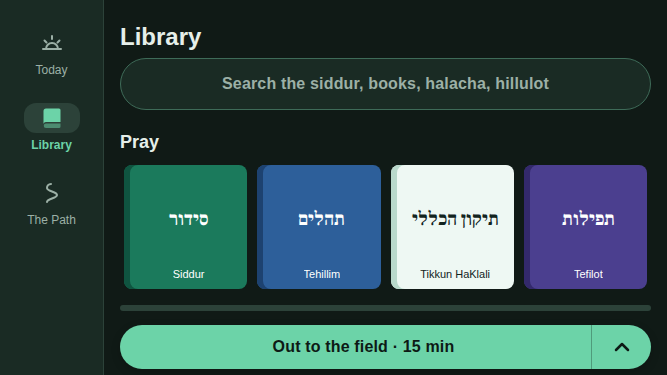 Today
Library
The Path
Library
Search the siddur, books, halacha, hillulot
Pray
סידור
Siddur
תהלים
Tehillim
תיקון הכללי
Tikkun HaKlali
תפילות
Tefilot
Out to the field · 15 min